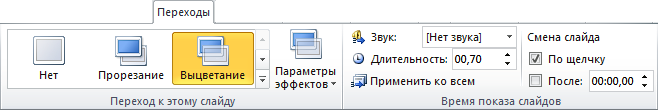 Переходы
Нет
Прорезание
Выцветание
Параметры
эффектов
Переход к этому слайду
Звук: [Нет звука]
Длительность: 00,70
Применить ко всем
Смена слайда
По щелчку
После: 00:00,00
Время показа слайдов